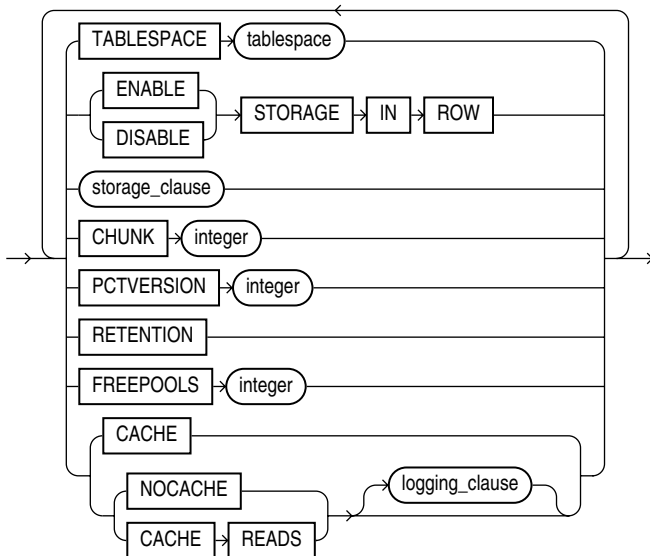 TABLESPACE tablespace
ENABLE
STORAGE IN ROW
DISABLE
storage_clause
CHUNK integer
PCTVERSION integer
RETENTION
FREEPOOLS integer
CACHE
NOCACHE
logging_clause
CACHE READS